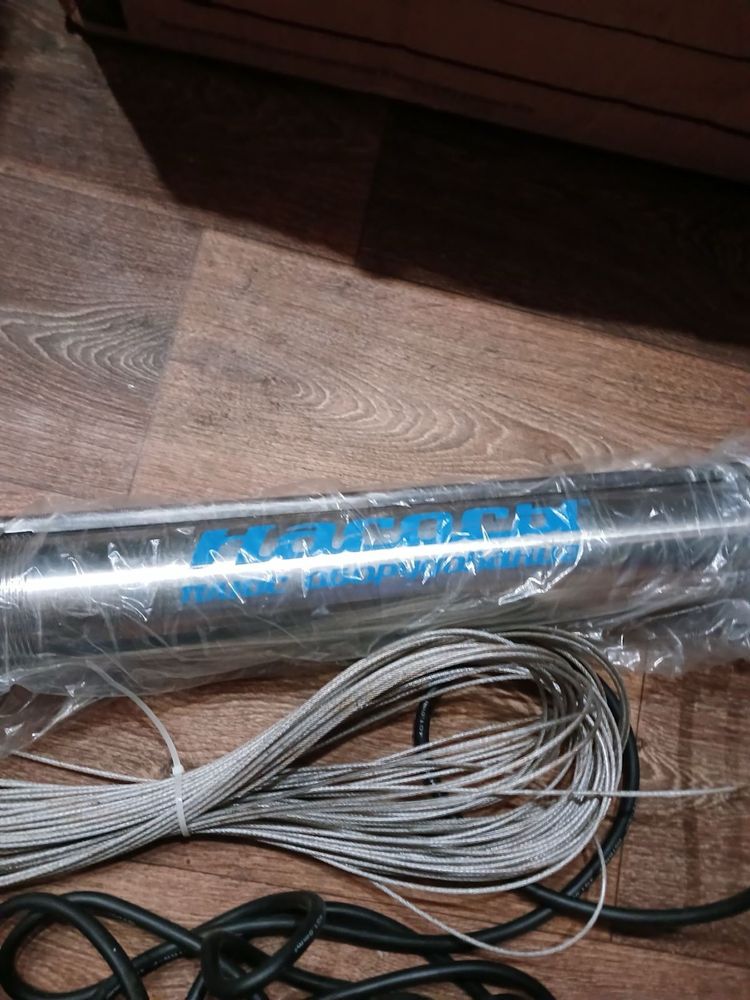 Насосы
плюс оборудование